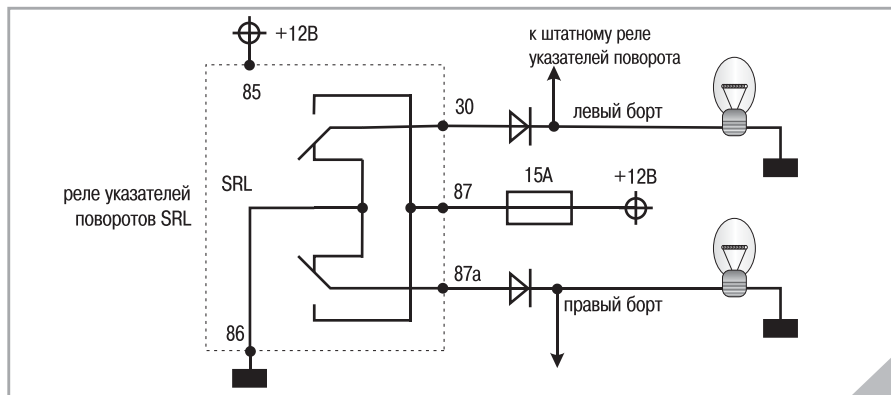 +12В
85
к штатному реле
указателей поворота
30
левый борт
реле указателей
поворотов SRL
SRL
87
15А
+12В
87а
правый борт
86